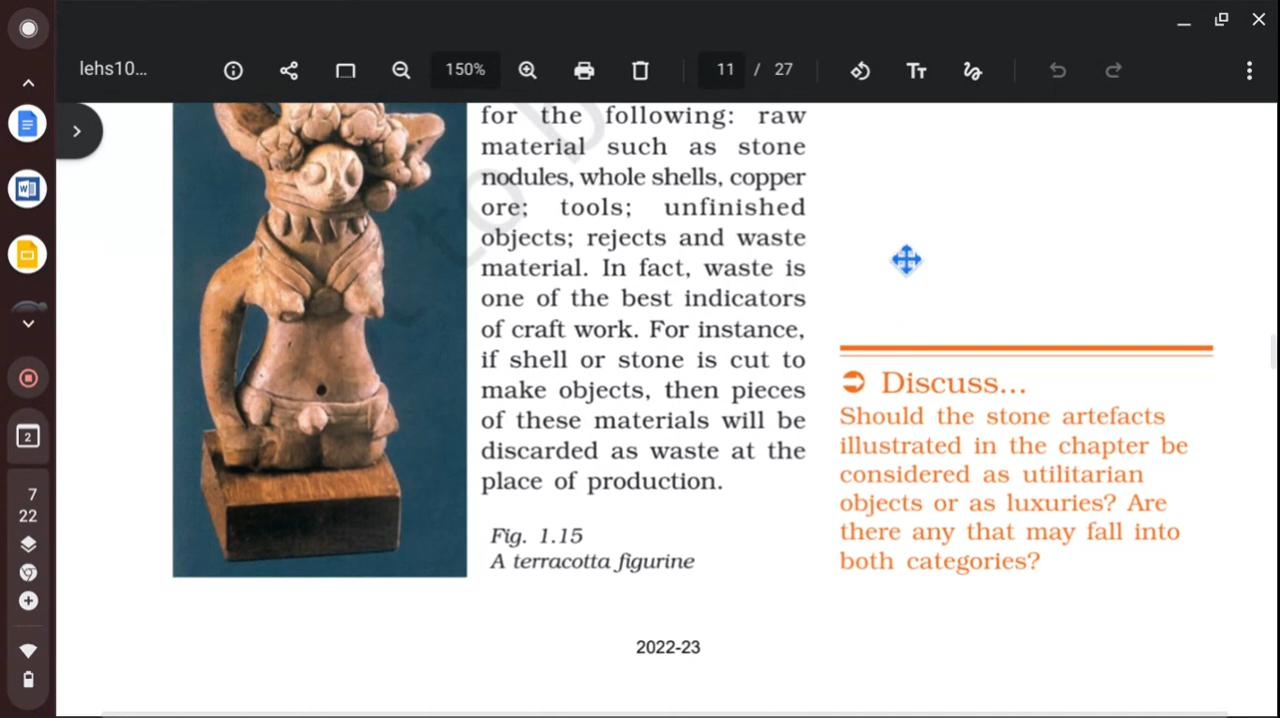 lehs10...
150%
11 / 27
for the following: raw
material such as stone
nodules, whole shells, copper
ore; tools; unfinished
objects; rejects and waste
material. In fact, waste is
one of the best indicators
of craft work. For instance,
if shell or stone is cut to
make objects, then pieces
of these materials will be
discarded as waste at the
place of production.
Fig. 1.15
A terracotta figurine
Discuss...
Should the stone artefacts
illustrated in the chapter be
considered as utilitarian
objects or as luxuries? Are
there any that may fall into
both categories?
2022-23
2
7
22